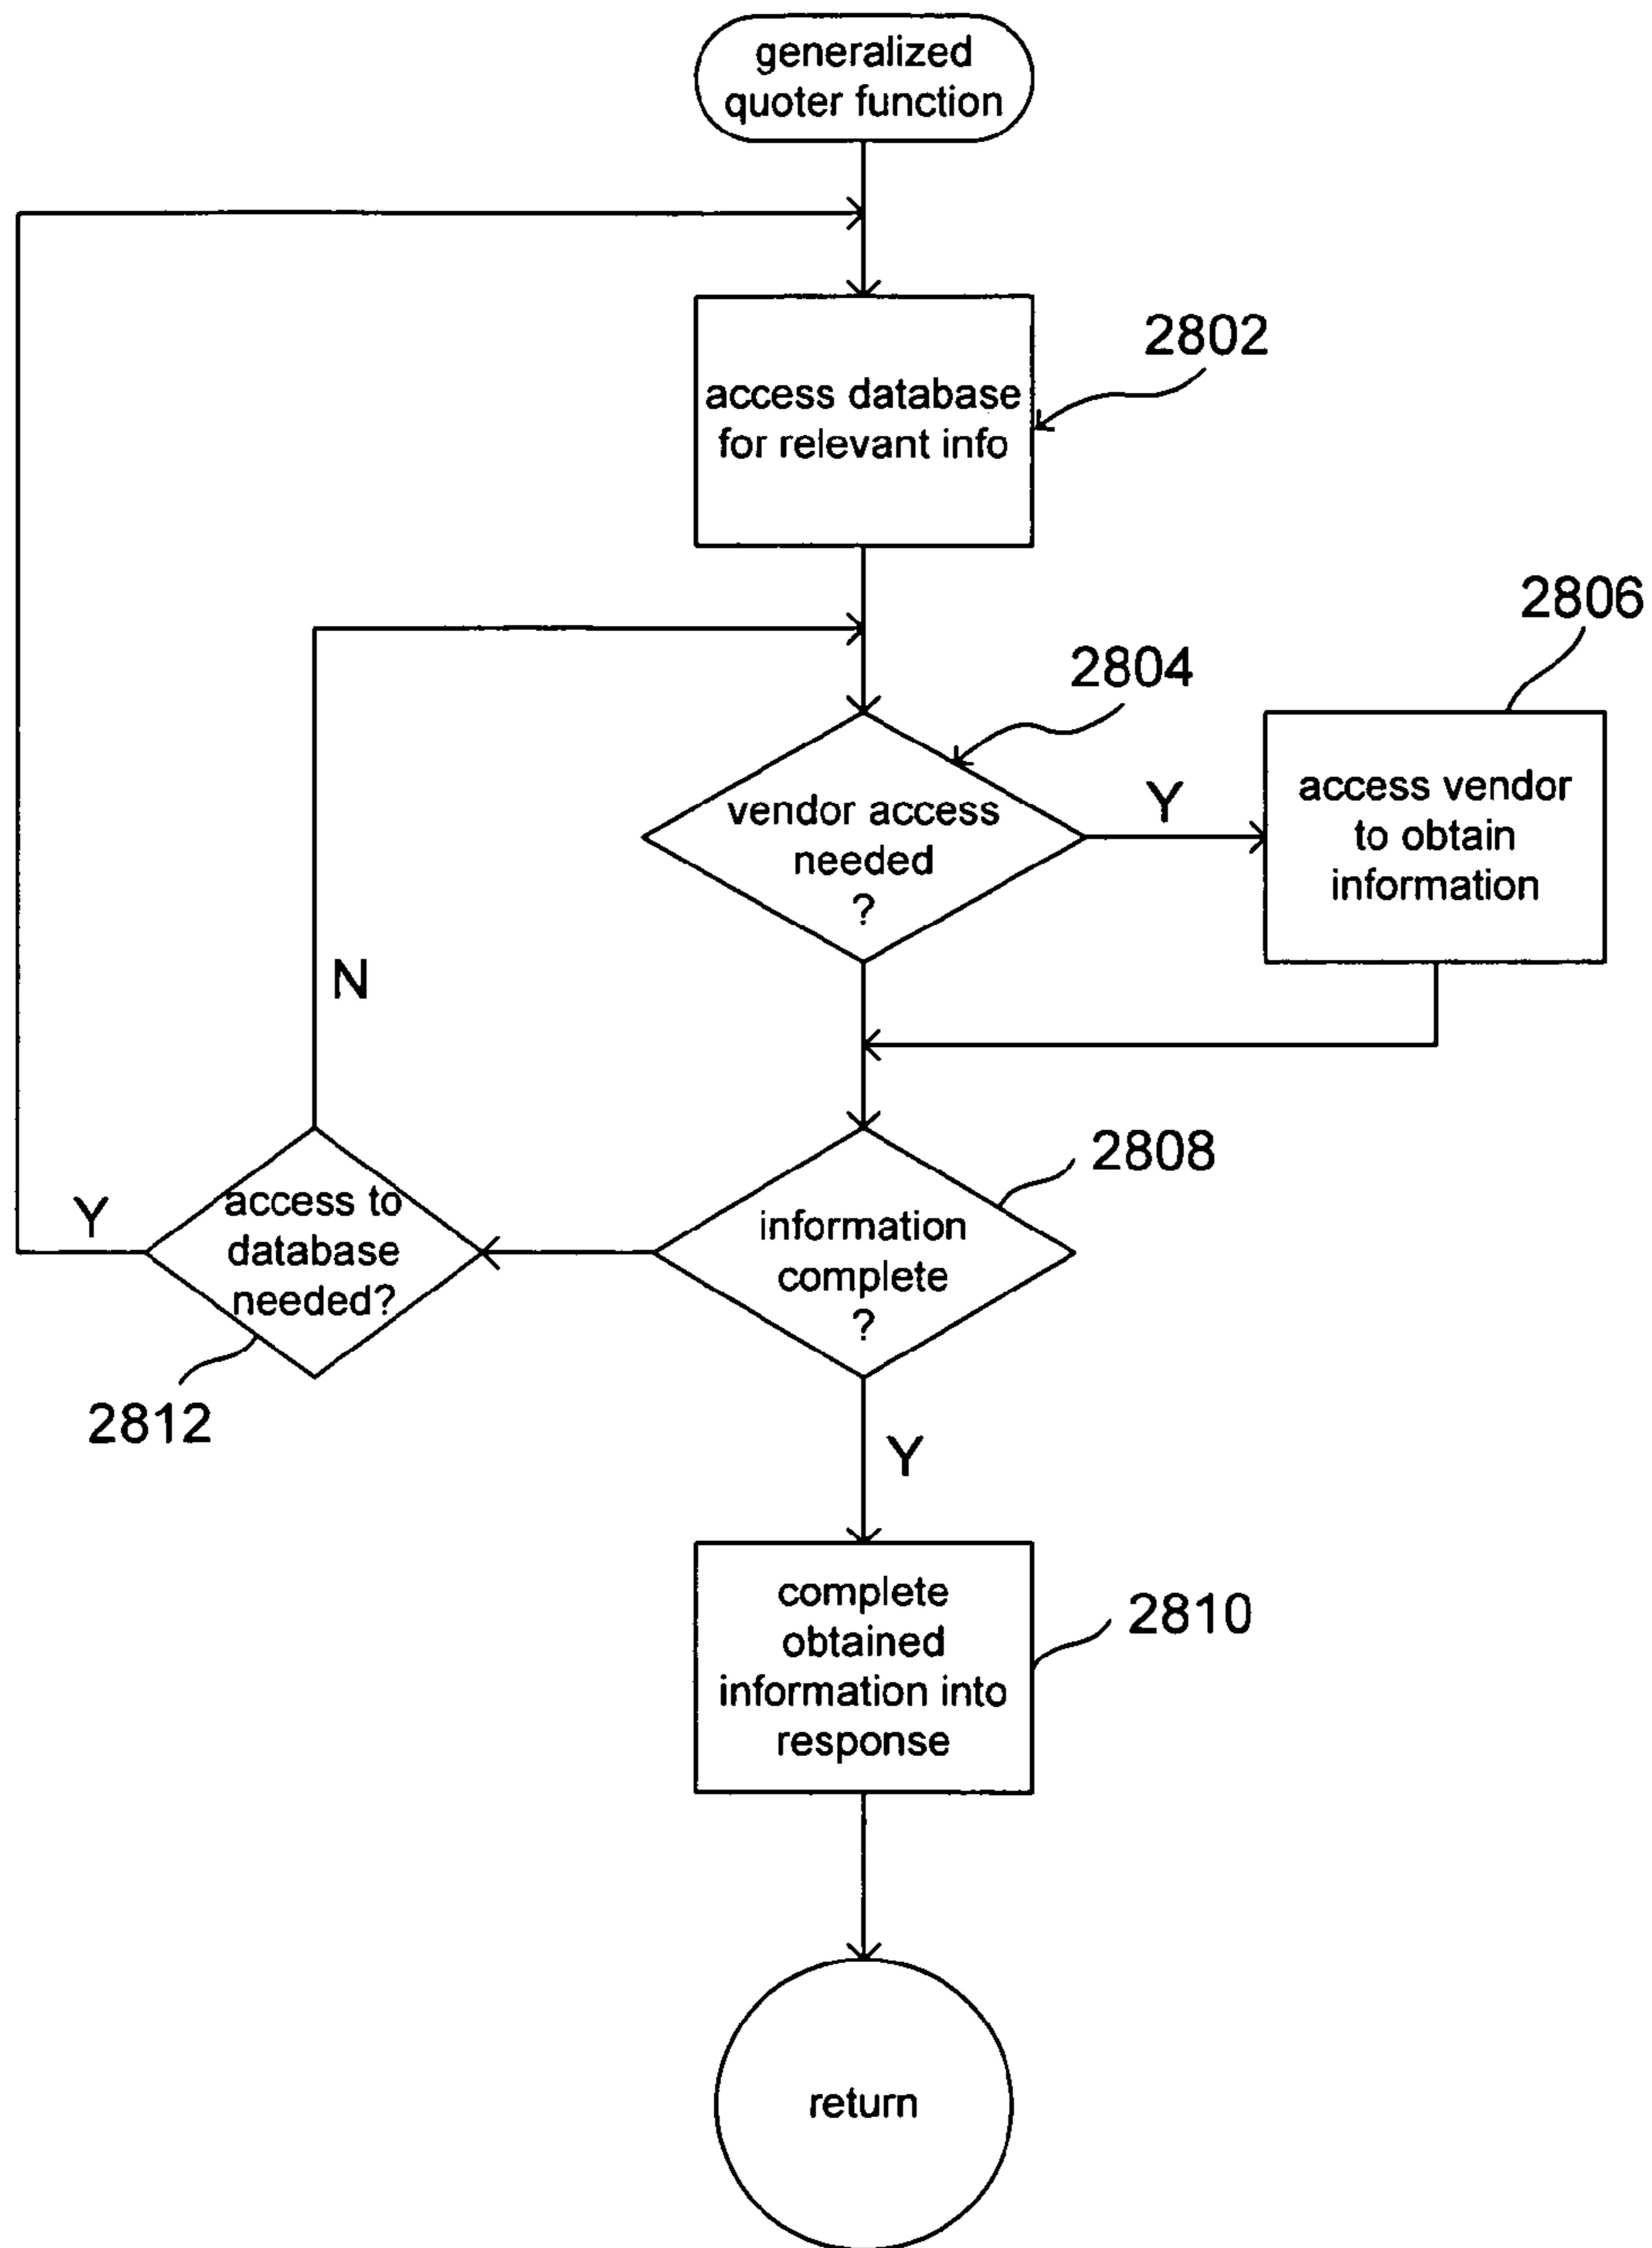 generalized
quoter function
2802
access database
for relevant info
2806
2804
vendor access
needed
?
Y
access vendor
to obtain
information
N
2808
Y
access to
database
needed?
information
complete
?
2812
Y
complete
obtained
information into
response
2810
return